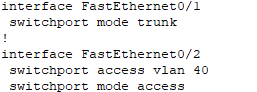 interface FastEthernet0/1
 switchport mode trunk
!
interface FastEthernet0/2
 switchport access vlan 40
 switchport mode access